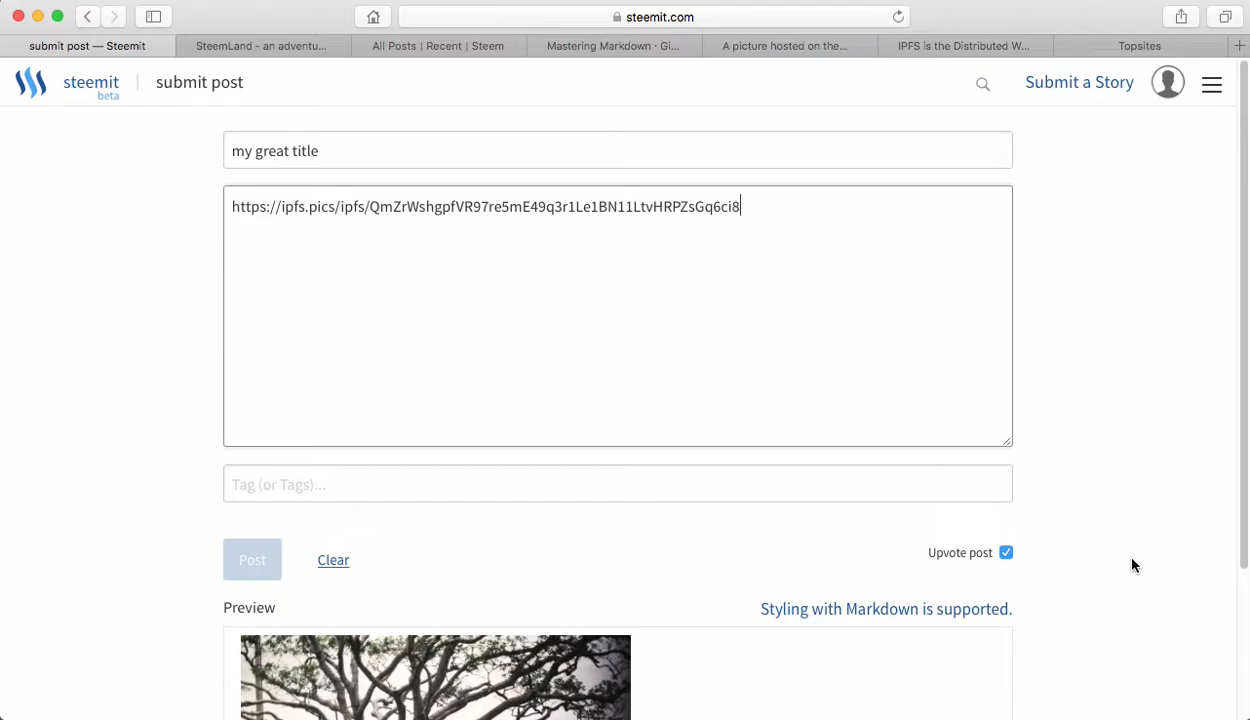 steemit.com
submit post — Steemit
SteemLand - an adventu...
All Posts | Recent | Steem
Mastering Markdown · Gi...
A picture hosted on the...
IPFS is the Distributed W...
Topsites
steemit
beta
submit post
Submit a Story
my great title
https://ipfs.pics/ipfs/QmZrWshgpfVR97re5mE49q3r1Le1BN11LtvHRPZsGq6ci8
Tag (or Tags)...
Post
Clear
Upvote post
Preview
Styling with Markdown is supported.